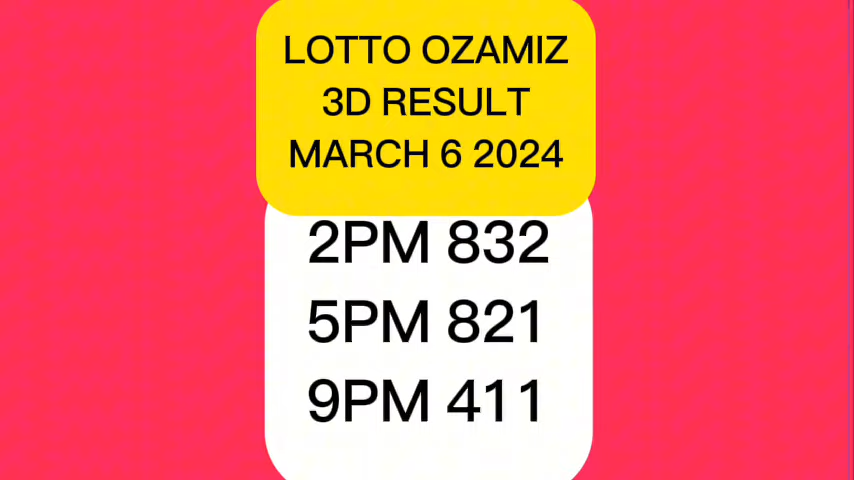 LOTTO OZAMIZ
3D RESULT
MARCH 6 2024
2PM 832
5PM 821
9PM 411